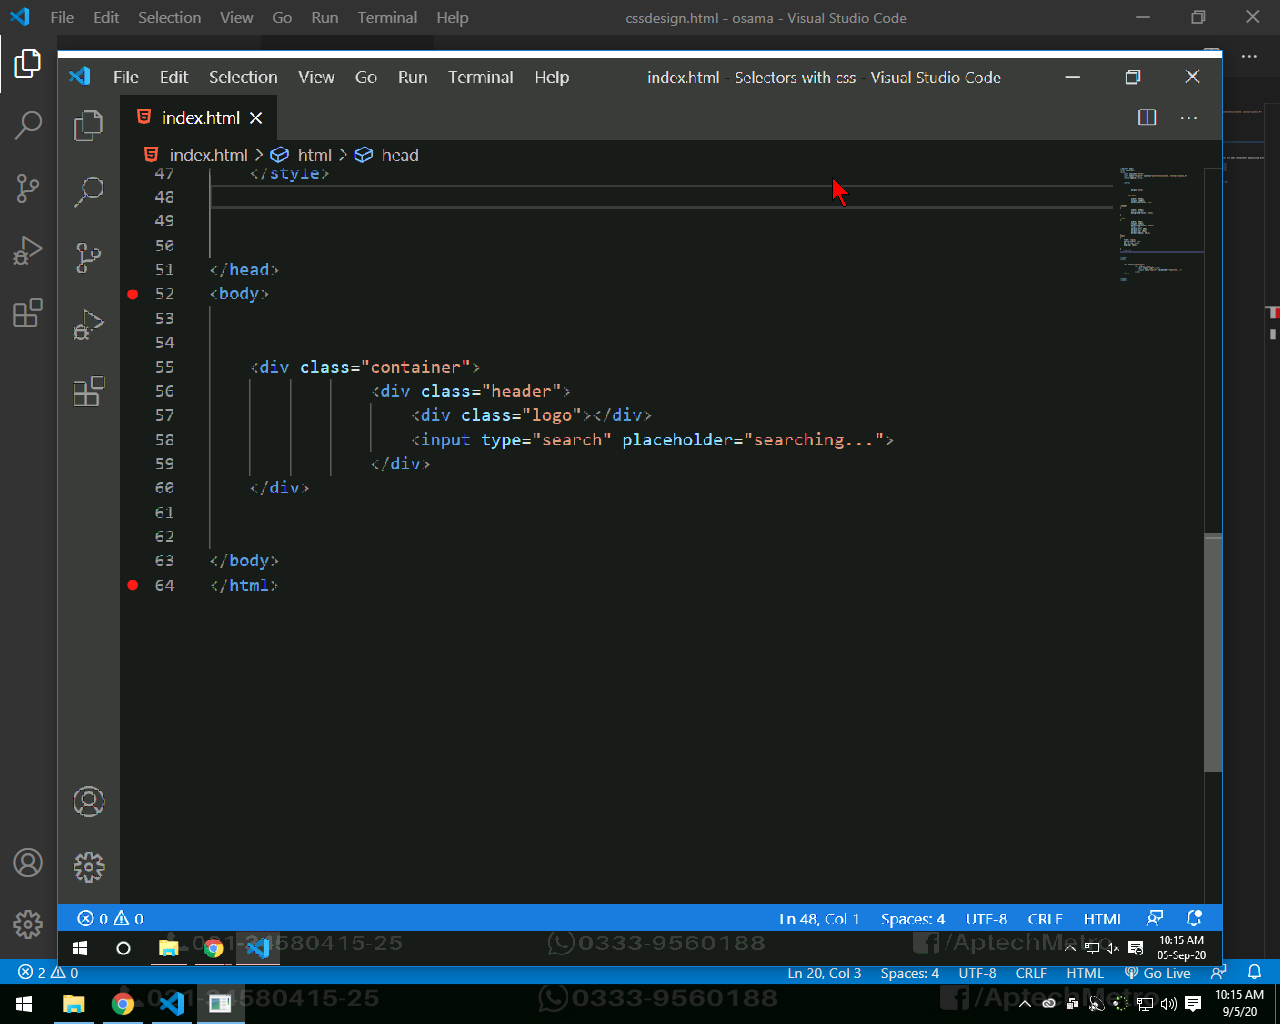 File Edit Selection View Go Run Terminal Help cssdesign.html - osama - Visual Studio Code
File Edit Selection View Go Run Terminal Help index.html - Selectors with css - Visual Studio Code
index.html
index.html > html > head
47 </style>
48
49
50
51 </head>
52 <body>
53
54
55 <div class="container">
56 <div class="header">
57 <div class="logo"></div>
58 <input type="search" placeholder="searching...">
59 </div>
60 </div>
61
62
63 </body>
64 </html>
0 0 Ln 48, Col 1 Spaces: 4 UTF-8 CRLF HTML
0333-9560188 /AptechMetro 10:15 AM
05-Sep-20
2 0 Ln 20, Col 3 Spaces: 4 UTF-8 CRLF HTML Go Live
021-34580415-25 0333-9560188 /AptechMetro 10:15 AM
9/5/20